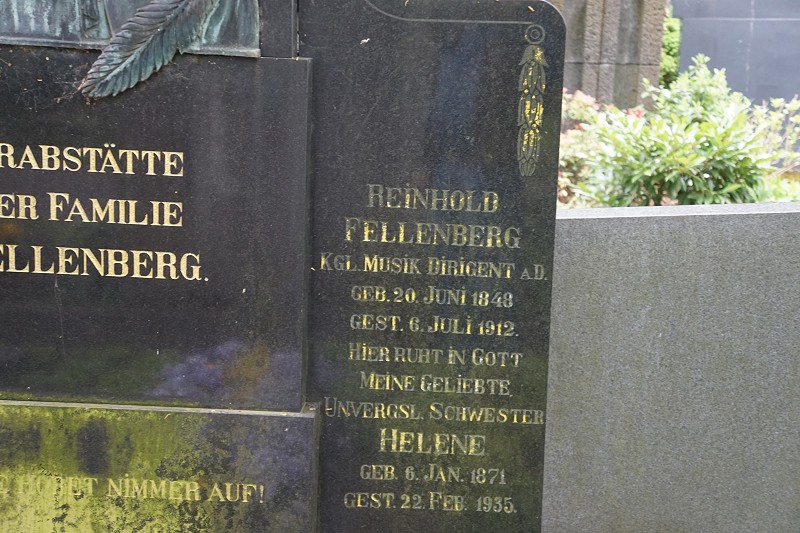 RABSTÄTTE
ER FAMILIE
ELLENBERG.
HÖRET NIMMER AUF!
REINHOLD
FELLENBERG
KGL. MUSIK DIRIGENT A.D.
GEB. 20. JUNI 1848
GEST. 6. JULI 1912.
HIER RUHT IN GOTT
MEINE GELIEBTE
UNVERGSL. SCHWESTER
HELENE
GEB. 6. JAN. 1871
GEST. 22. FEB. 1935.